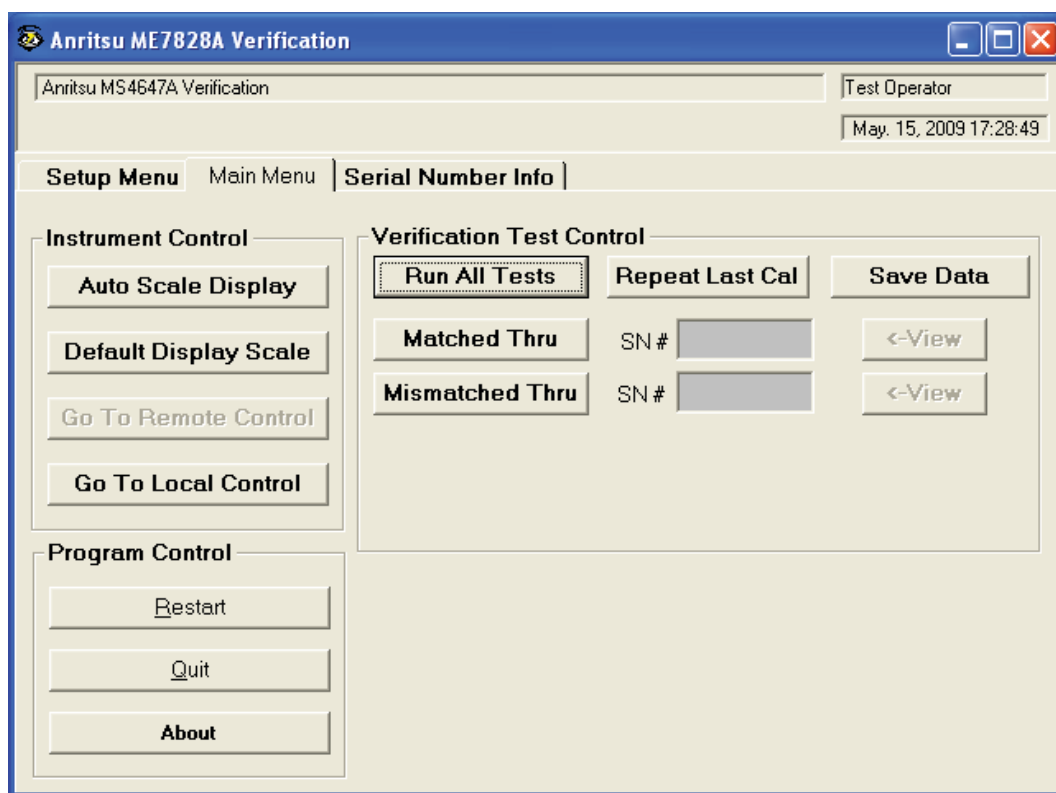 Anritsu ME7828A Verification
Anritsu MS4647A Verification
Test Operator
May. 15, 2009 17:28:49
Setup Menu Main Menu Serial Number Info
Instrument Control
Auto Scale Display
Default Display Scale
Go To Remote Control
Go To Local Control
Verification Test Control
Run All Tests Repeat Last Cal Save Data
Matched Thru SN # <-View
Mismatched Thru SN # <-View
Program Control
Restart
Quit
About